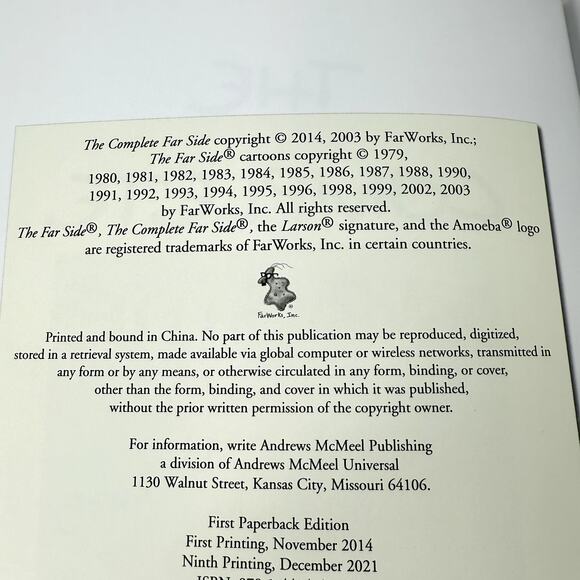 THE
The Complete Far Side copyright © 2014, 2003 by FarWorks, Inc.;
The Far Side® cartoons copyright © 1979,
1980, 1981, 1982, 1983, 1984, 1985, 1986, 1987, 1988, 1990,
1991, 1992, 1993, 1994, 1995, 1996, 1998, 1999, 2002, 2003
by FarWorks, Inc. All rights reserved.
The Far Side®, The Complete Far Side®, the Larson® signature, and the Amoeba® logo
are registered trademarks of FarWorks, Inc. in certain countries.
®
FarWorks, Inc.
Printed and bound in China. No part of this publication may be reproduced, digitized,
stored in a retrieval system, made available via global computer or wireless networks, transmitted in
any form or by any means, or otherwise circulated in any form, binding, or cover,
other than the form, binding, and cover in which it was published,
without the prior written permission of the copyright owner.
For information, write Andrews McMeel Publishing
a division of Andrews McMeel Universal
1130 Walnut Street, Kansas City, Missouri 64106.
First Paperback Edition
First Printing, November 2014
Ninth Printing, December 2021